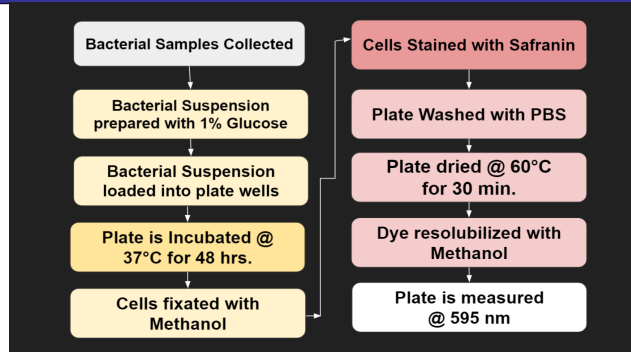 Bacterial Samples Collected
Bacterial Suspension
prepared with 1% Glucose
Bacterial Suspension
loaded into plate wells
Plate is Incubated @
37°C for 48 hrs.
Cells fixated with
Methanol
Cells Stained with Safranin
Plate Washed with PBS
Plate dried @ 60°C
for 30 min.
Dye resolubilized with
Methanol
Plate is measured
@ 595 nm